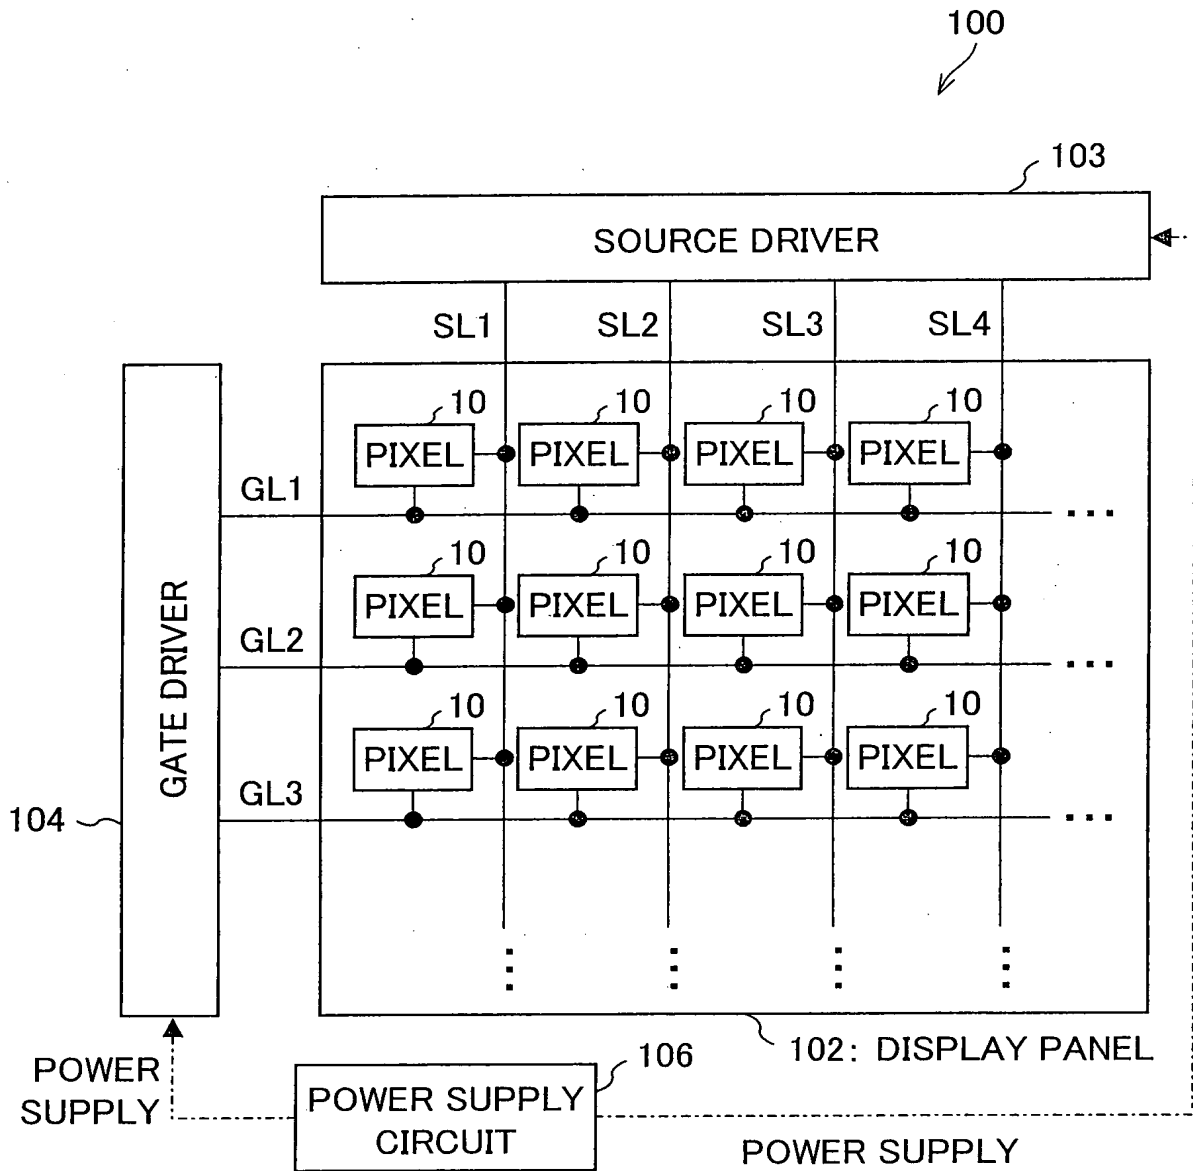 100
103
SOURCE DRIVER
SL1 SL2 SL3 SL4
10 10 10 10
PIXEL PIXEL PIXEL PIXEL
GL1
10 10 10 10
PIXEL PIXEL PIXEL PIXEL
GL2
10 10 10 10
PIXEL PIXEL PIXEL PIXEL
GL3
GATE DRIVER
104
102: DISPLAY PANEL
106
POWER
SUPPLY
POWER SUPPLY
CIRCUIT
POWER SUPPLY